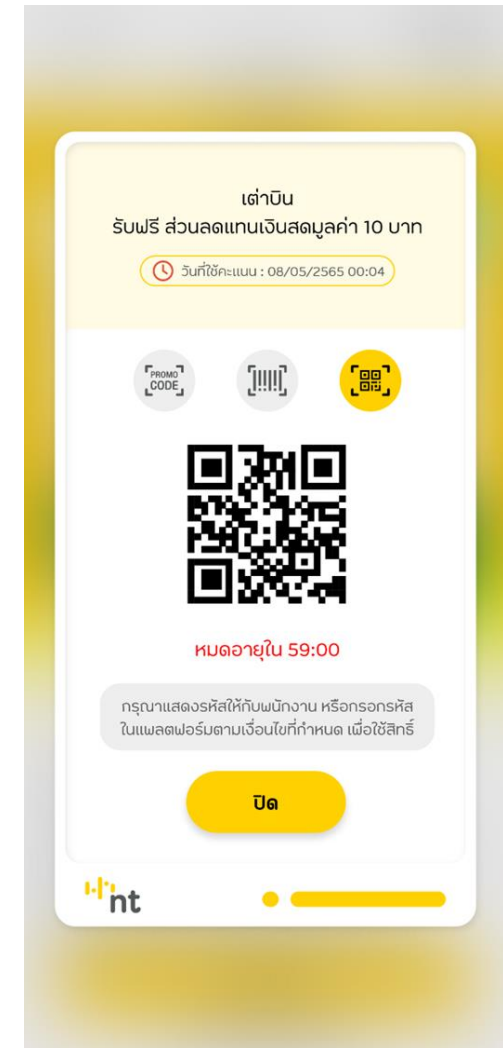 เต่าบิน
รับฟรี ส่วนลดแทนเงินสดมูลค่า 10 บาท
วันที่ใช้คะแนน : 08/05/2565 00:04
PROMO
CODE
หมดอายุใน 59:00
กรุณาแสดงรหัสให้กับพนักงาน หรือกรอกรหัส
ในแพลตฟอร์มตามเงื่อนไขที่กำหนด เพื่อใช้สิทธิ์
ปิด
nt